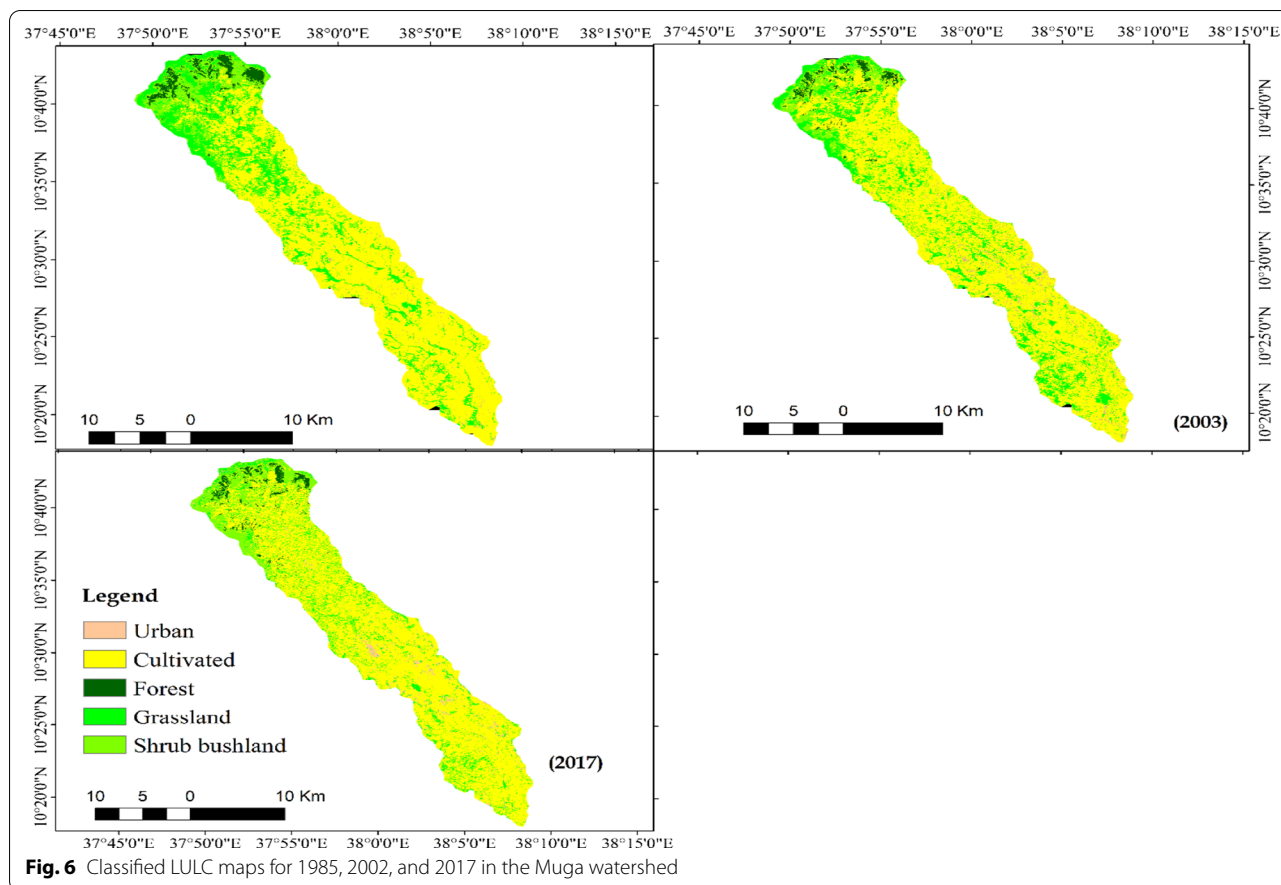 37°45'0"E 37°50'0"E 37°55'0"E 38°0'0"E 38°5'0"E 38°10'0"E 38°15'0"E
10°40'0"N
10°35'0"N
10°30'0"N
10°25'0"N
10°20'0"N
10 5 0 10 Km
37°45'0"E 37°50'0"E 37°55'0"E 38°0'0"E 38°5'0"E 38°10'0"E 38°15'0"E
10°40'0"N
10°35'0"N
10°30'0"N
10°25'0"N
10°20'0"N
10 5 0 10 Km
(2003)
10°40'0"N
10°35'0"N
10°30'0"N
10°25'0"N
10°20'0"N
Legend
Urban
Cultivated
Forest
Grassland
Shrub bushland
(2017)
10 5 0 10 Km
37°45'0"E 37°50'0"E 37°55'0"E 38°0'0"E 38°5'0"E 38°10'0"E 38°15'0"E
Fig. 6 Classified LULC maps for 1985, 2002, and 2017 in the Muga watershed